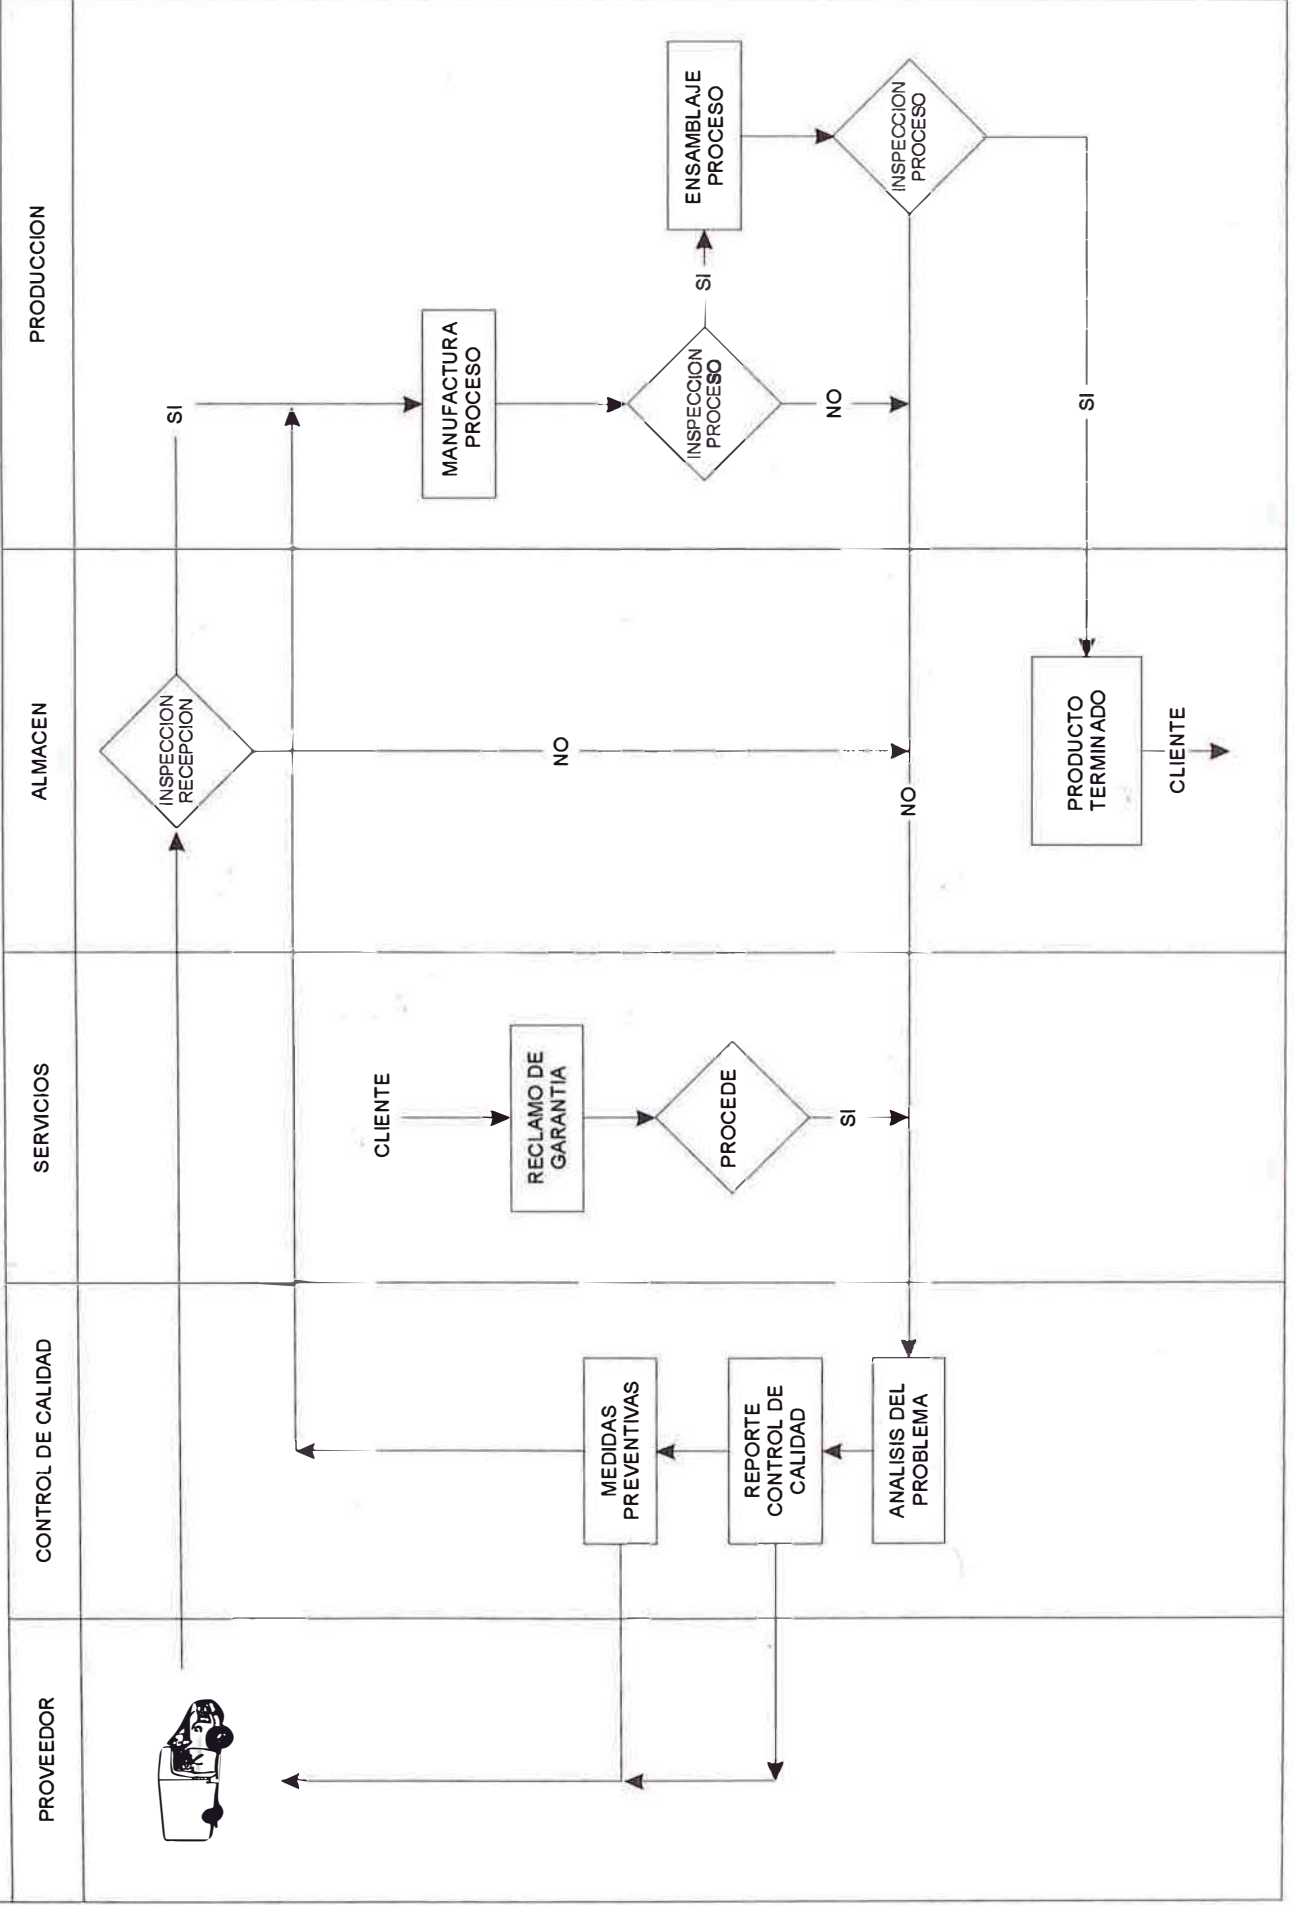 PROVEEDOR
CONTROL DE CALIDAD
SERVICIOS
ALMACEN
PRODUCCION
INSPECCION
RECEPCION
SI
NO
MANUFACTURA
PROCESO
INSPECCION
PROCESO
SI
NO
ENSAMBLAJE
PROCESO
INSPECCION
PROCESO
SI
NO
CLIENTE
RECLAMO DE
GARANTIA
PROCEDE
SI
MEDIDAS
PREVENTIVAS
REPORTE
CONTROL DE
CALIDAD
ANALISIS DEL
PROBLEMA
PRODUCTO
TERMINADO
CLIENTE